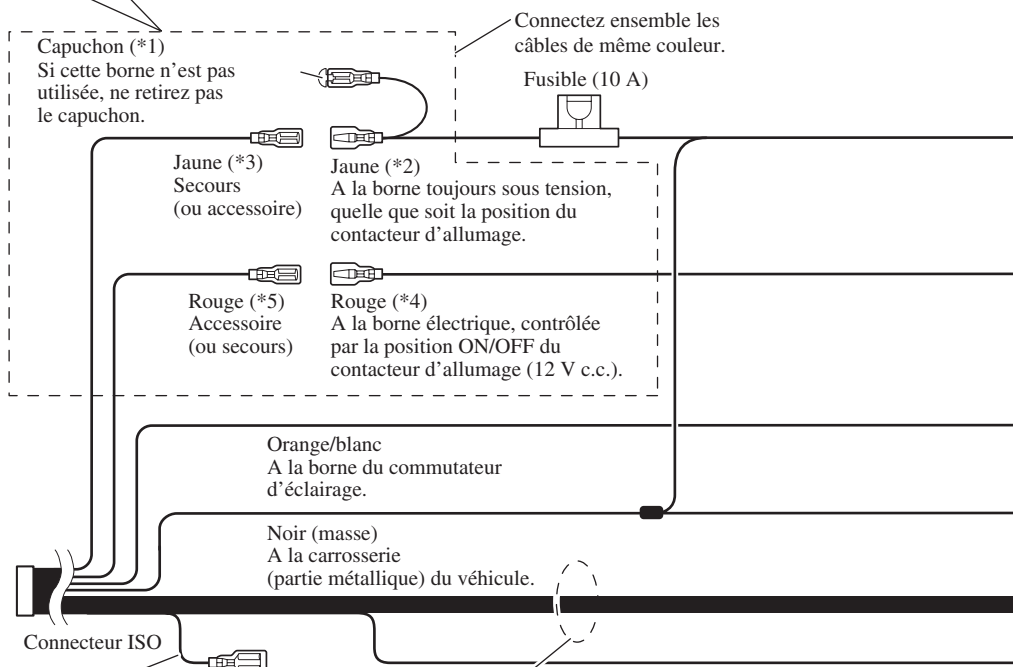 Connectez ensemble les
câbles de même couleur.
Capuchon (*1)
Si cette borne n'est pas
utilisée, ne retirez pas
le capuchon.
Fusible (10 A)
Jaune (*3)
Secours
(ou accessoire)
Jaune (*2)
A la borne toujours sous tension,
quelle que soit la position du
contacteur d'allumage.
Rouge (*5)
Accessoire
(ou secours)
Rouge (*4)
A la borne électrique, contrôlée
par la position ON/OFF du
contacteur d'allumage (12 V c.c.).
Orange/blanc
A la borne du commutateur
d'éclairage.
Noir (masse)
A la carrosserie
(partie métallique) du véhicule.
Connecteur ISO